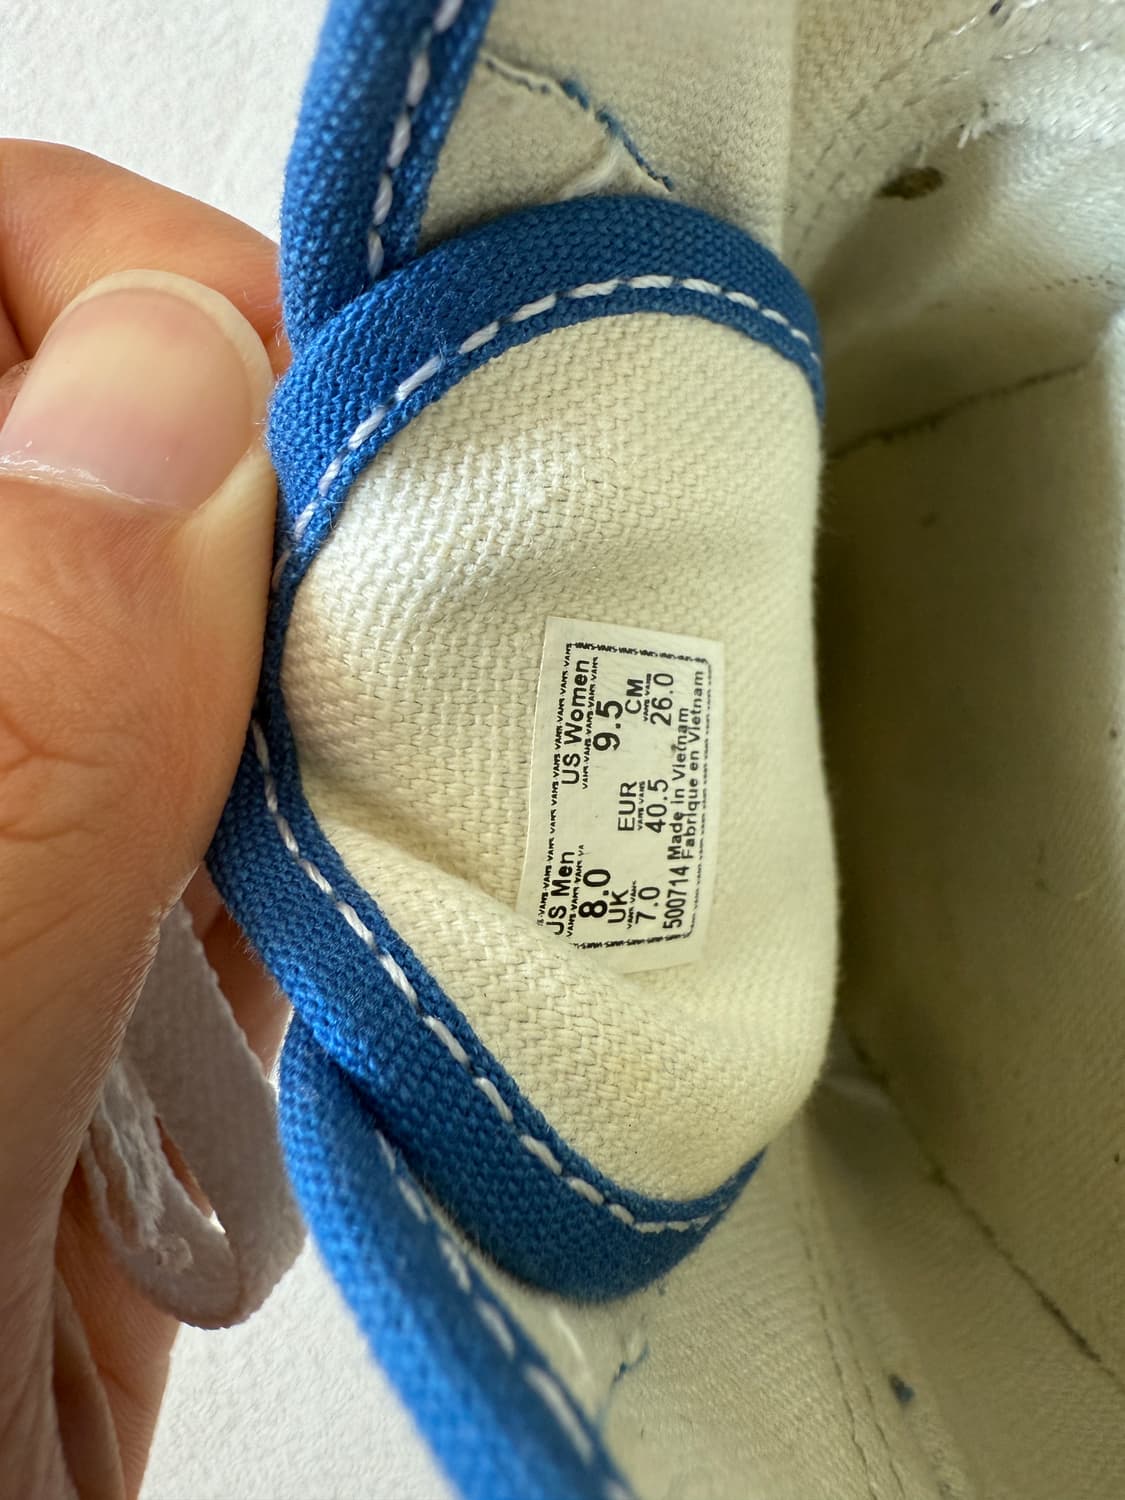 US Men US Women
8.0 9.5
UK EUR CM
7.0 40.5 26.0
500714 Made in Vietnam
Fabrique en Vietnam